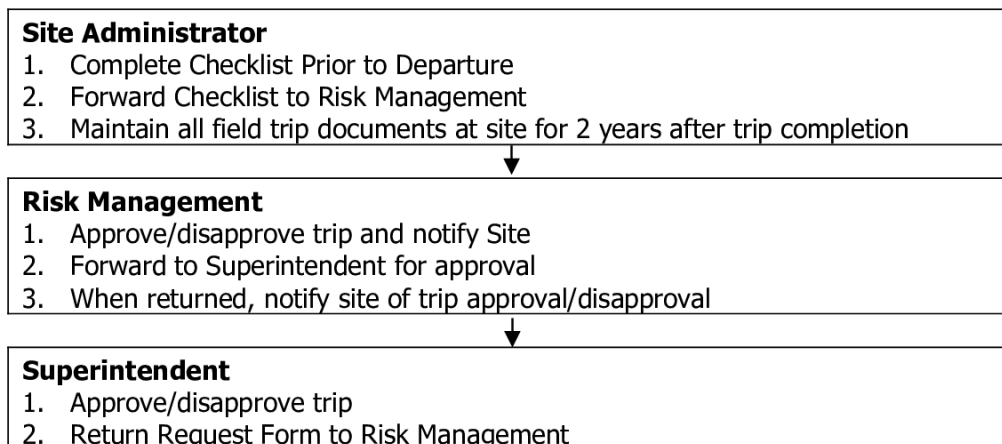 Site Administrator
1. Complete Checklist Prior to Departure
2. Forward Checklist to Risk Management
3. Maintain all field trip documents at site for 2 years after trip completion
Risk Management
1. Approve/disapprove trip and notify Site
2. Forward to Superintendent for approval
3. When returned, notify site of trip approval/disapproval
Superintendent
1. Approve/disapprove trip
2. Return Request Form to Risk Management